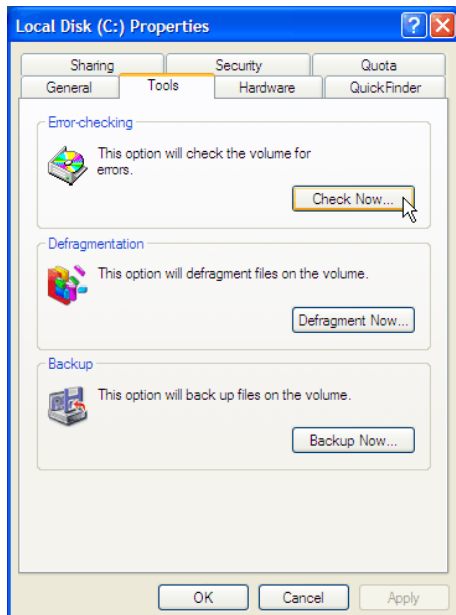 Local Disk (C:) Properties
Sharing Security Quota
General Tools Hardware QuickFinder
Error-checking
This option will check the volume for
errors.
Check Now...
Defragmentation
This option will defragment files on the volume.
Defragment Now...
Backup
This option will back up files on the volume.
Backup Now...
OK Cancel Apply